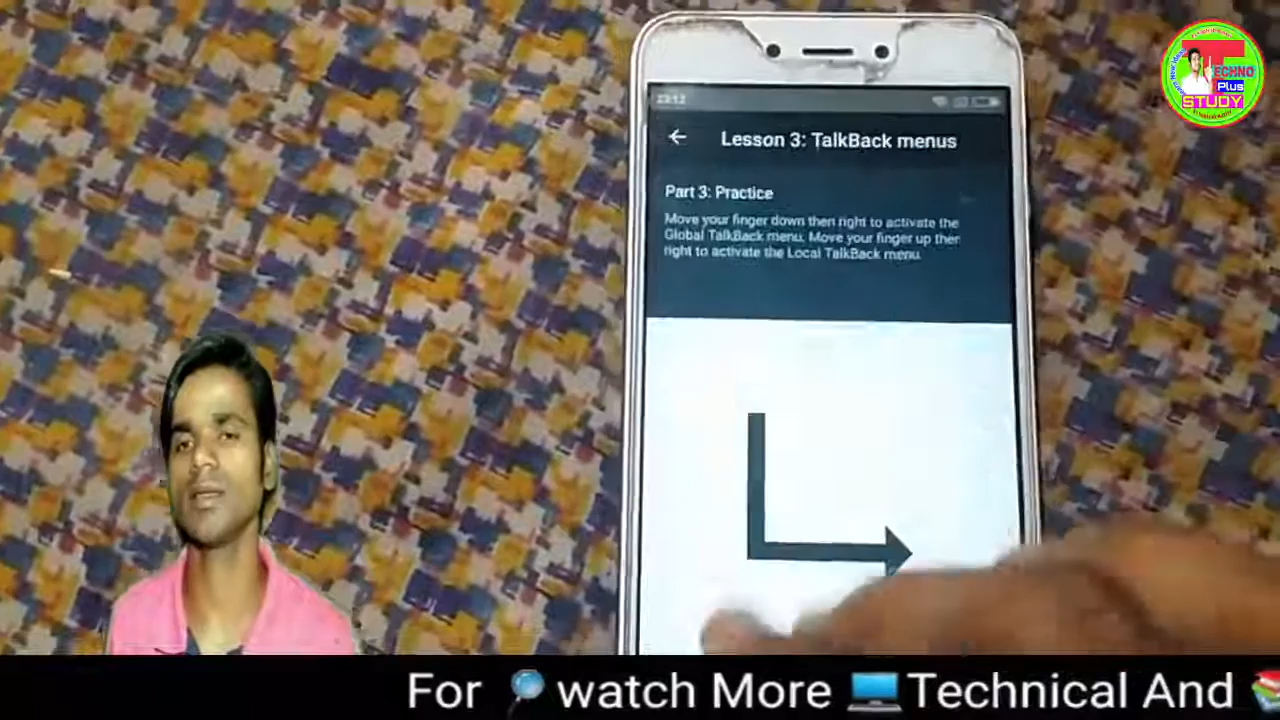 TECHNO
Plus
STUDY
23:12
Lesson 3: TalkBack menus
Part 3: Practice
Move your finger down then right to activate the
Global TalkBack menu. Move your finger up then
right to activate the Local TalkBack menu.
For 🔎 watch More 💻 Technical And 📚